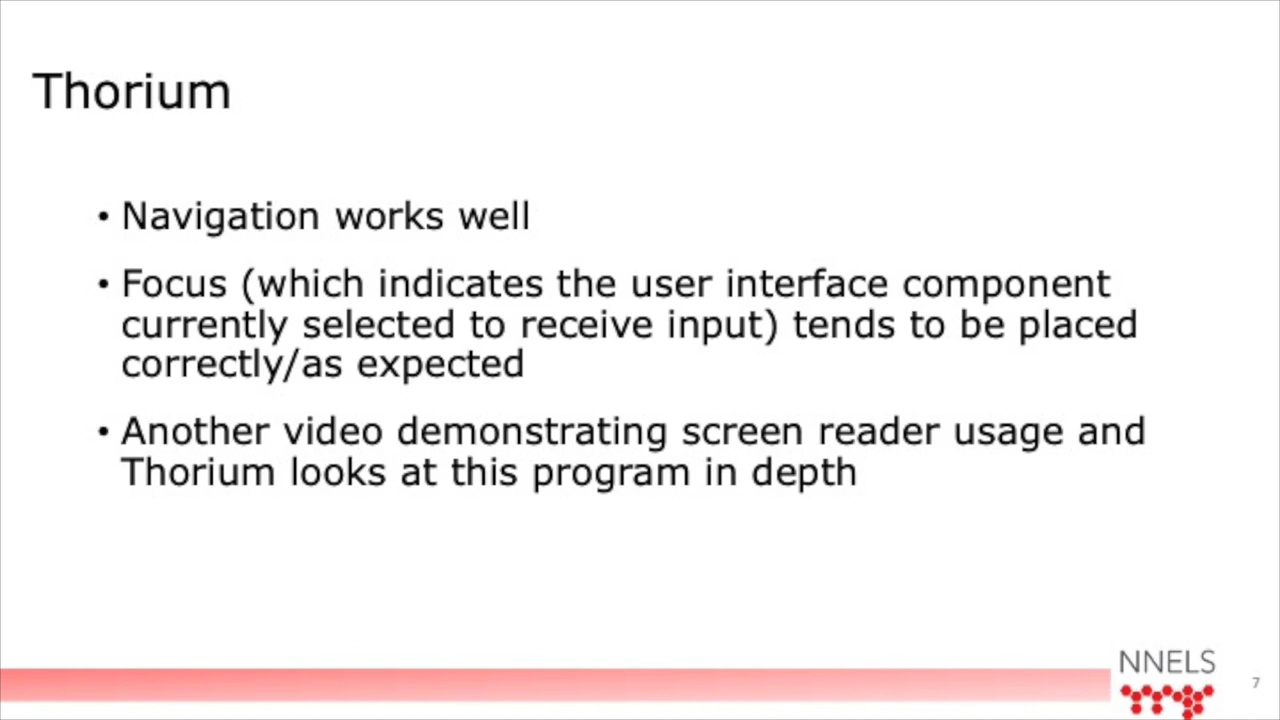 Thorium
• Navigation works well
• Focus (which indicates the user interface component
currently selected to receive input) tends to be placed
correctly/as expected
• Another video demonstrating screen reader usage and
Thorium looks at this program in depth
NNELS
7